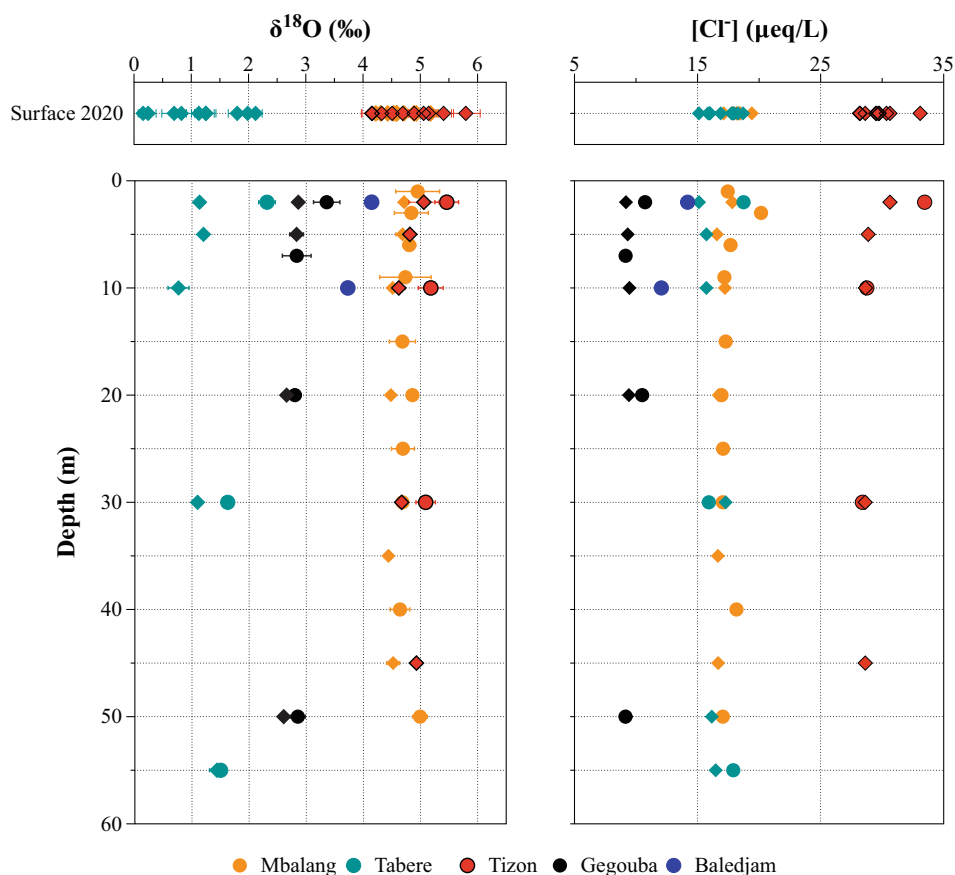 δ¹⁸O (‰) [Cl⁻] (µeq/L)
0 1 2 3 4 5 6 5 15 25 35
Surface 2020
0
10
20
30
40
50
60
Depth (m)
Mbalang Tabere Tizon Gegouba Baledjam